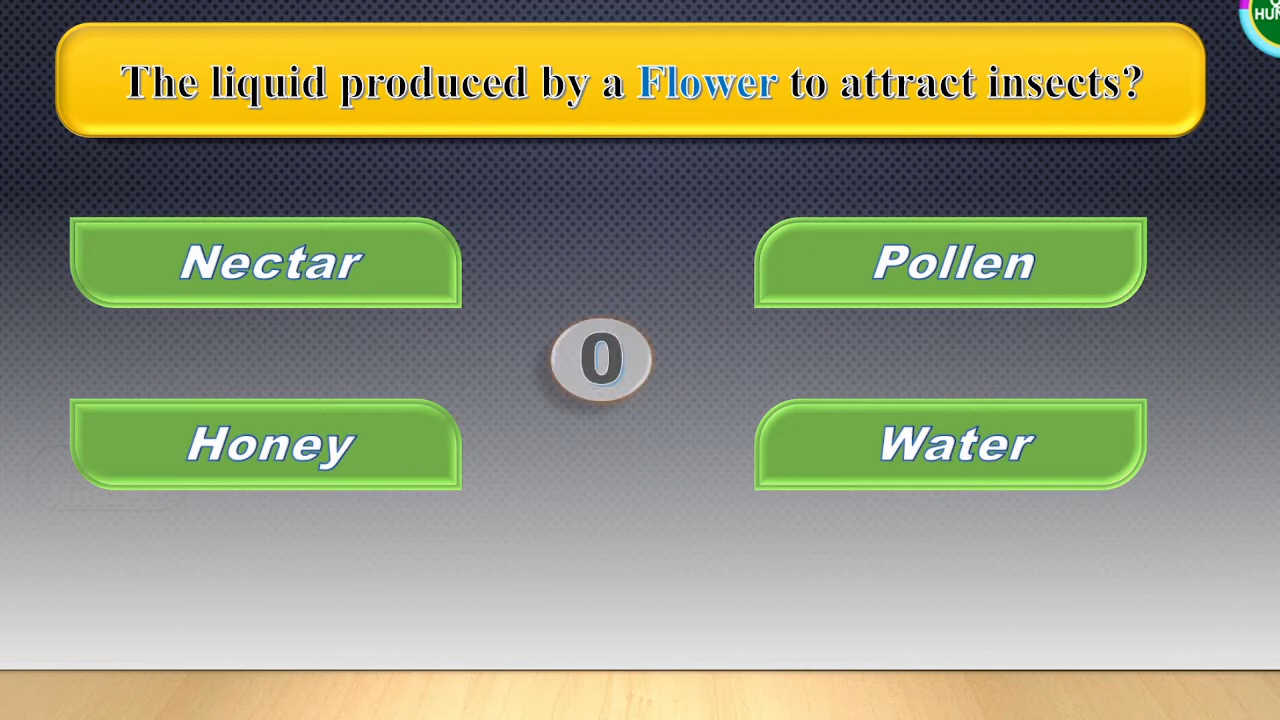 The liquid produced by a Flower to attract insects?
Nectar
Pollen
0
Honey
Water